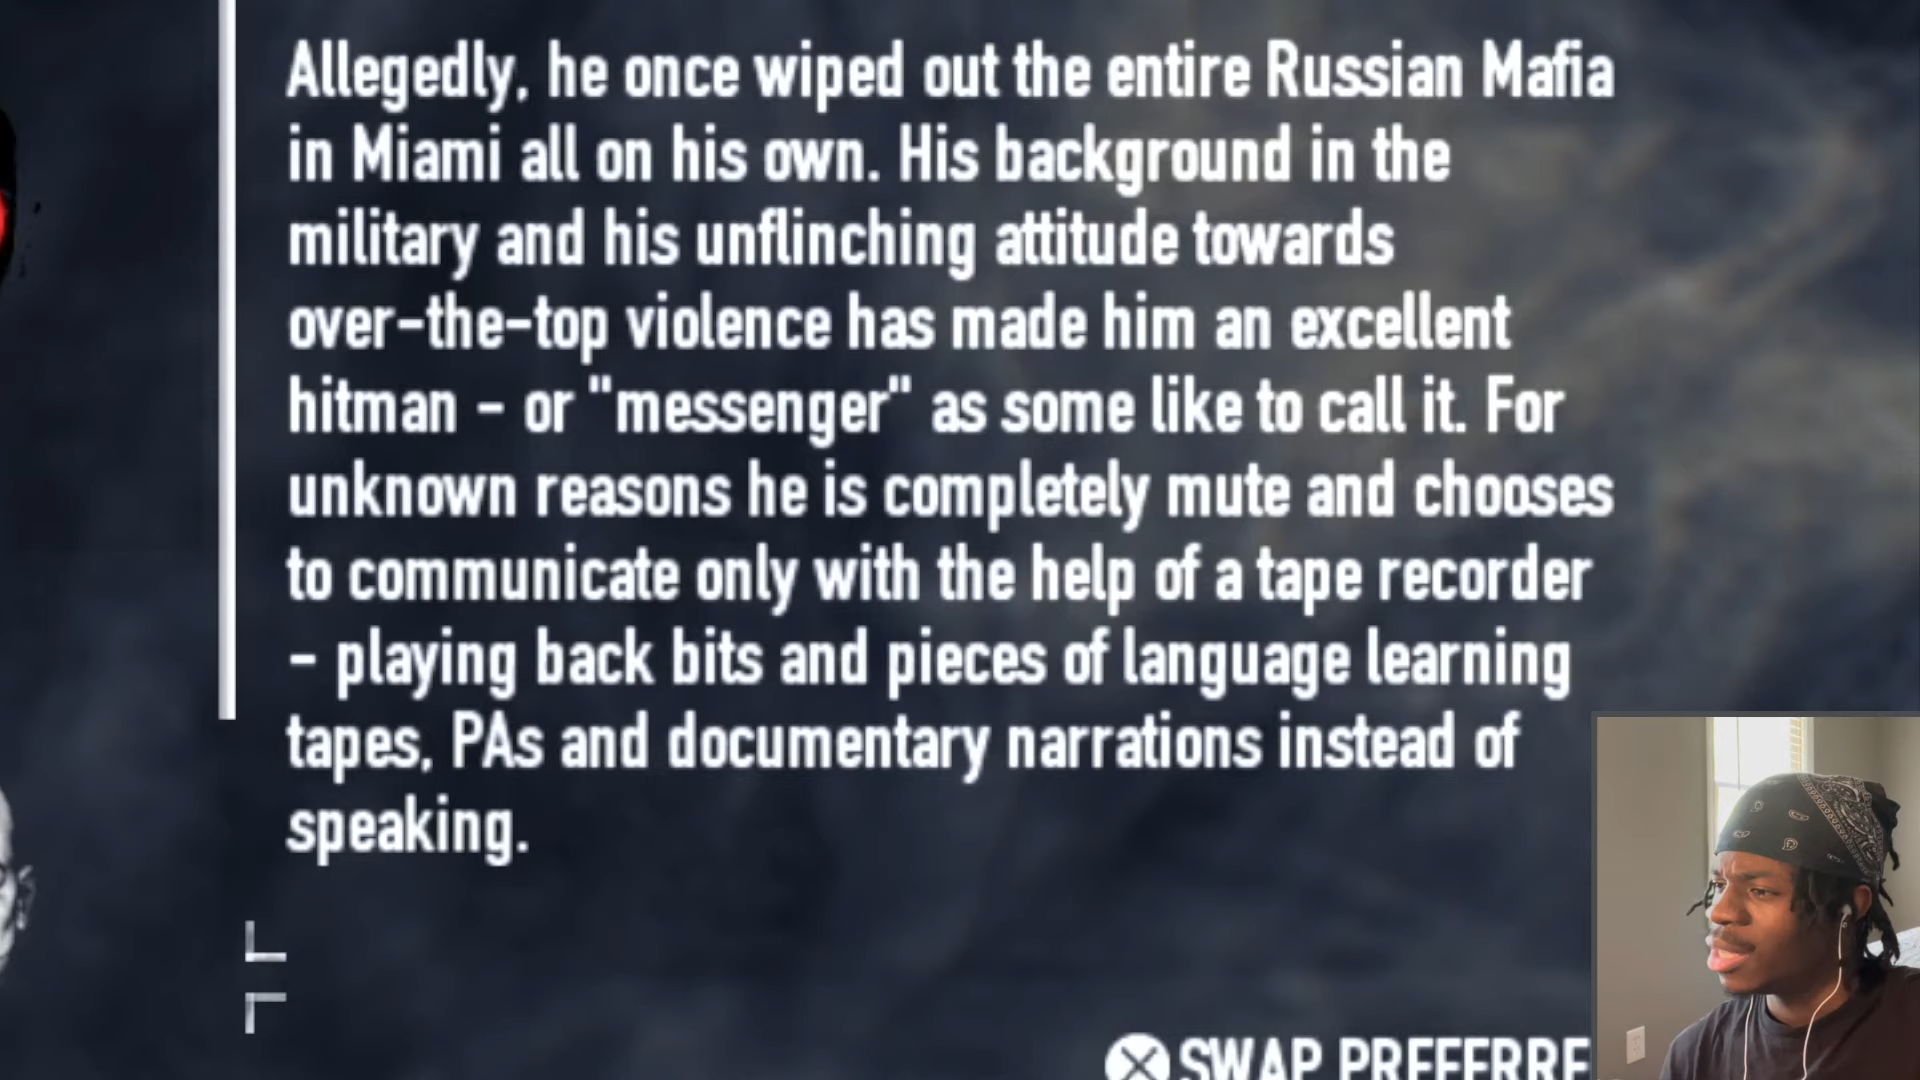 Allegedly, he once wiped out the entire Russian Mafia
in Miami all on his own. His background in the
military and his unflinching attitude towards
over-the-top violence has made him an excellent
hitman - or "messenger" as some like to call it. For
unknown reasons he is completely mute and chooses
to communicate only with the help of a tape recorder
- playing back bits and pieces of language learning
tapes, PAs and documentary narrations instead of
speaking.
SWAP PREFERRE